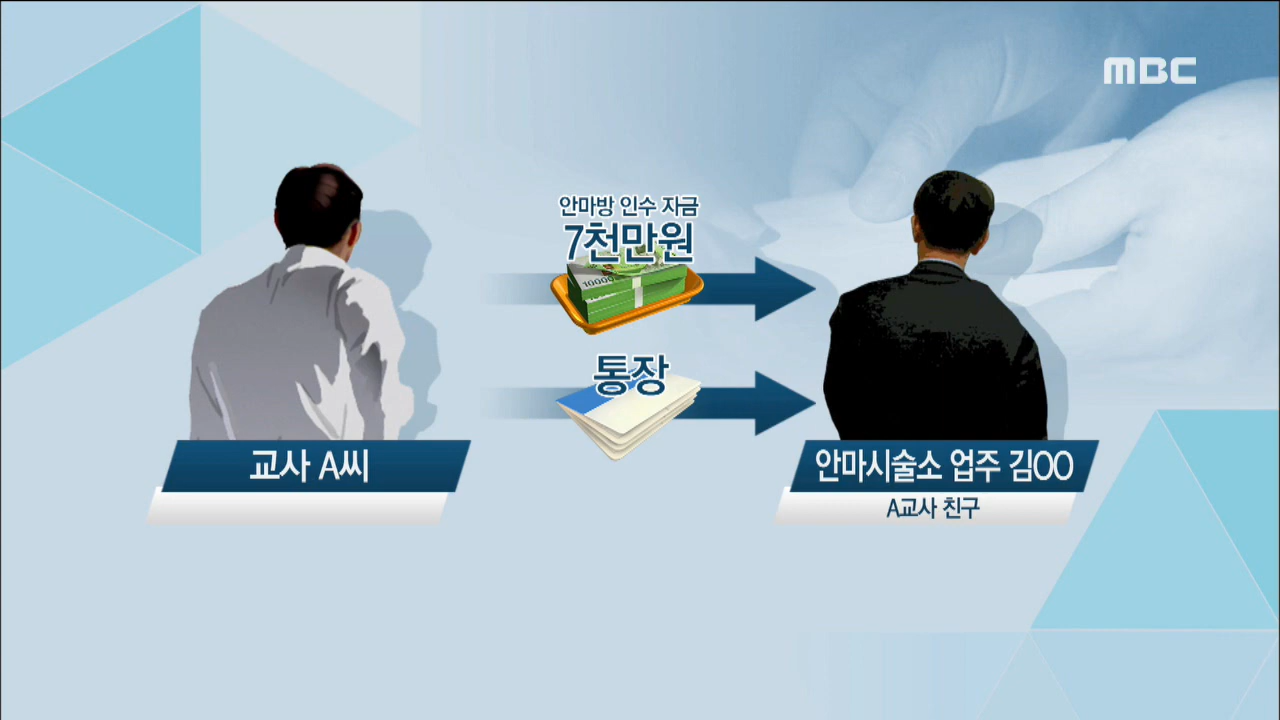 MBC
안마방 인수 자금
7천만원
10000
통장
교사 A씨
안마시술소 업주 김OO
A교사 친구